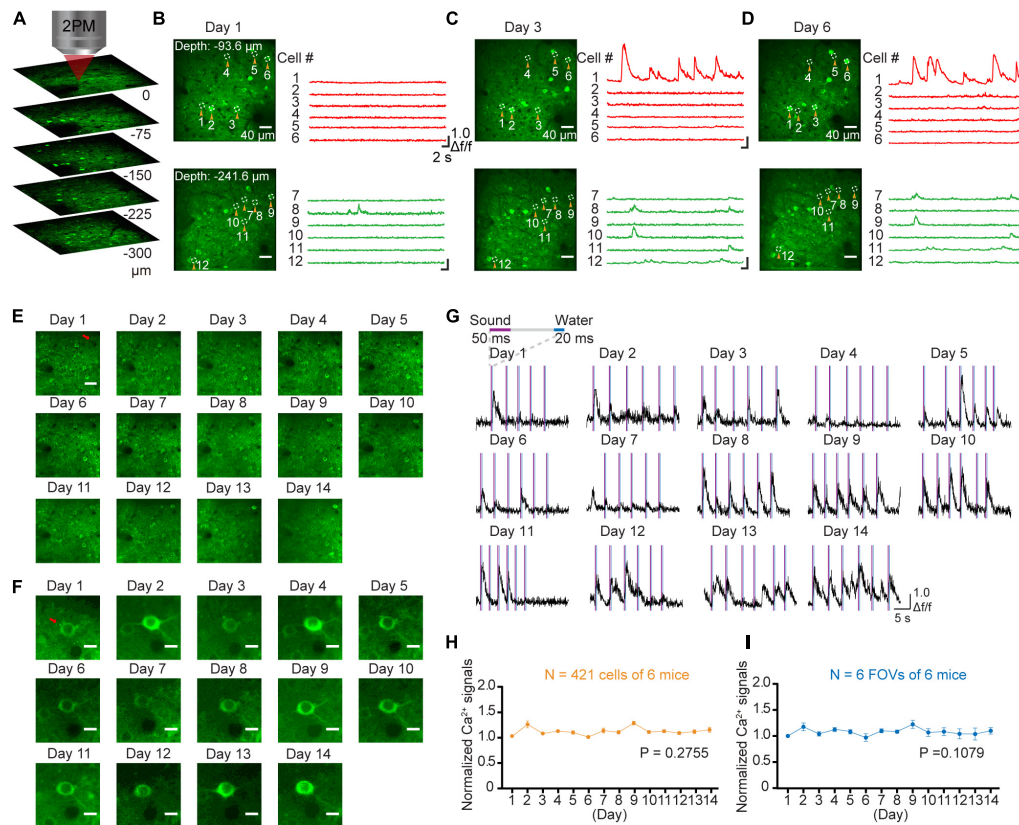 A
2PM
0
-75
-150
-225
-300
μm
B
Day 1
Depth: -93.6 μm
4
5
6
1
2
3
40 μm
Cell #
1
2
3
4
5
6
1.0
Δf/f
2 s
Depth: -241.6 μm
10
7
8
9
11
12
7
8
9
10
11
12
C
Day 3
4
5
6
1
2
3
40 μm
Cell #
1
2
3
4
5
6
10
7
8
9
11
12
7
8
9
10
11
12
D
Day 6
4
5
6
1
2
3
40 μm
Cell #
1
2
3
4
5
6
10
7
8
9
11
12
7
8
9
10
11
12
E
Day 1 Day 2 Day 3 Day 4 Day 5
Day 6 Day 7 Day 8 Day 9 Day 10
Day 11 Day 12 Day 13 Day 14
F
Day 1 Day 2 Day 3 Day 4 Day 5
Day 6 Day 7 Day 8 Day 9 Day 10
Day 11 Day 12 Day 13 Day 14
G
Sound Water
50 ms 20 ms
Day 1 Day 2 Day 3 Day 4 Day 5
Day 6 Day 7 Day 8 Day 9 Day 10
Day 11 Day 12 Day 13 Day 14
1.0
Δf/f
5 s
H
Normalized Ca²⁺ signals
N = 421 cells of 6 mice
2.0
1.5
1.0
0.5
0
P = 0.2755
1 2 3 4 5 6 7 8 9 10 11 12 13 14
(Day)
I
Normalized Ca²⁺ signals
N = 6 FOVs of 6 mice
2.0
1.5
1.0
0.5
0
P =0.1079
1 2 3 4 5 6 7 8 9 10 11 12 13 14
(Day)